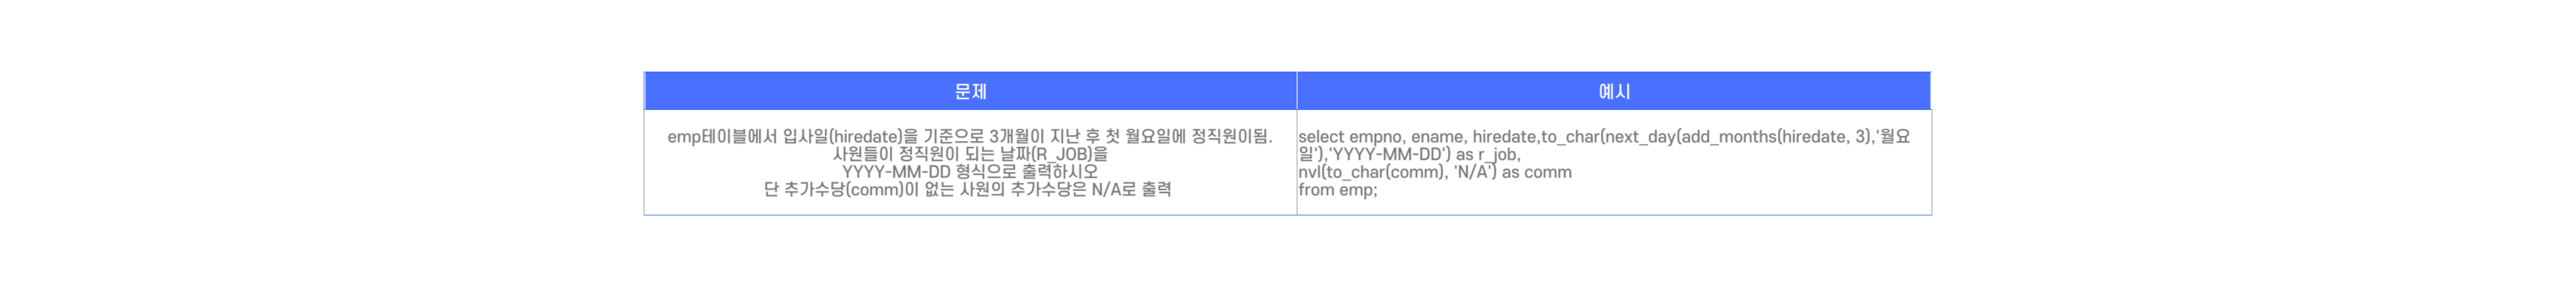 문제
예시
emp테이블에서 입사일(hiredate)을 기준으로 3개월이 지난 후 첫 월요일에 정직원이됨.
사원들이 정직원이 되는 날짜(R_JOB)을
YYYY-MM-DD 형식으로 출력하시오
단 추가수당(comm)이 없는 사원의 추가수당은 N/A로 출력
select empno, ename, hiredate,to_char(next_day(add_months(hiredate, 3),'월요
일'),'YYYY-MM-DD') as r_job,
nvl(to_char(comm), 'N/A') as comm
from emp;